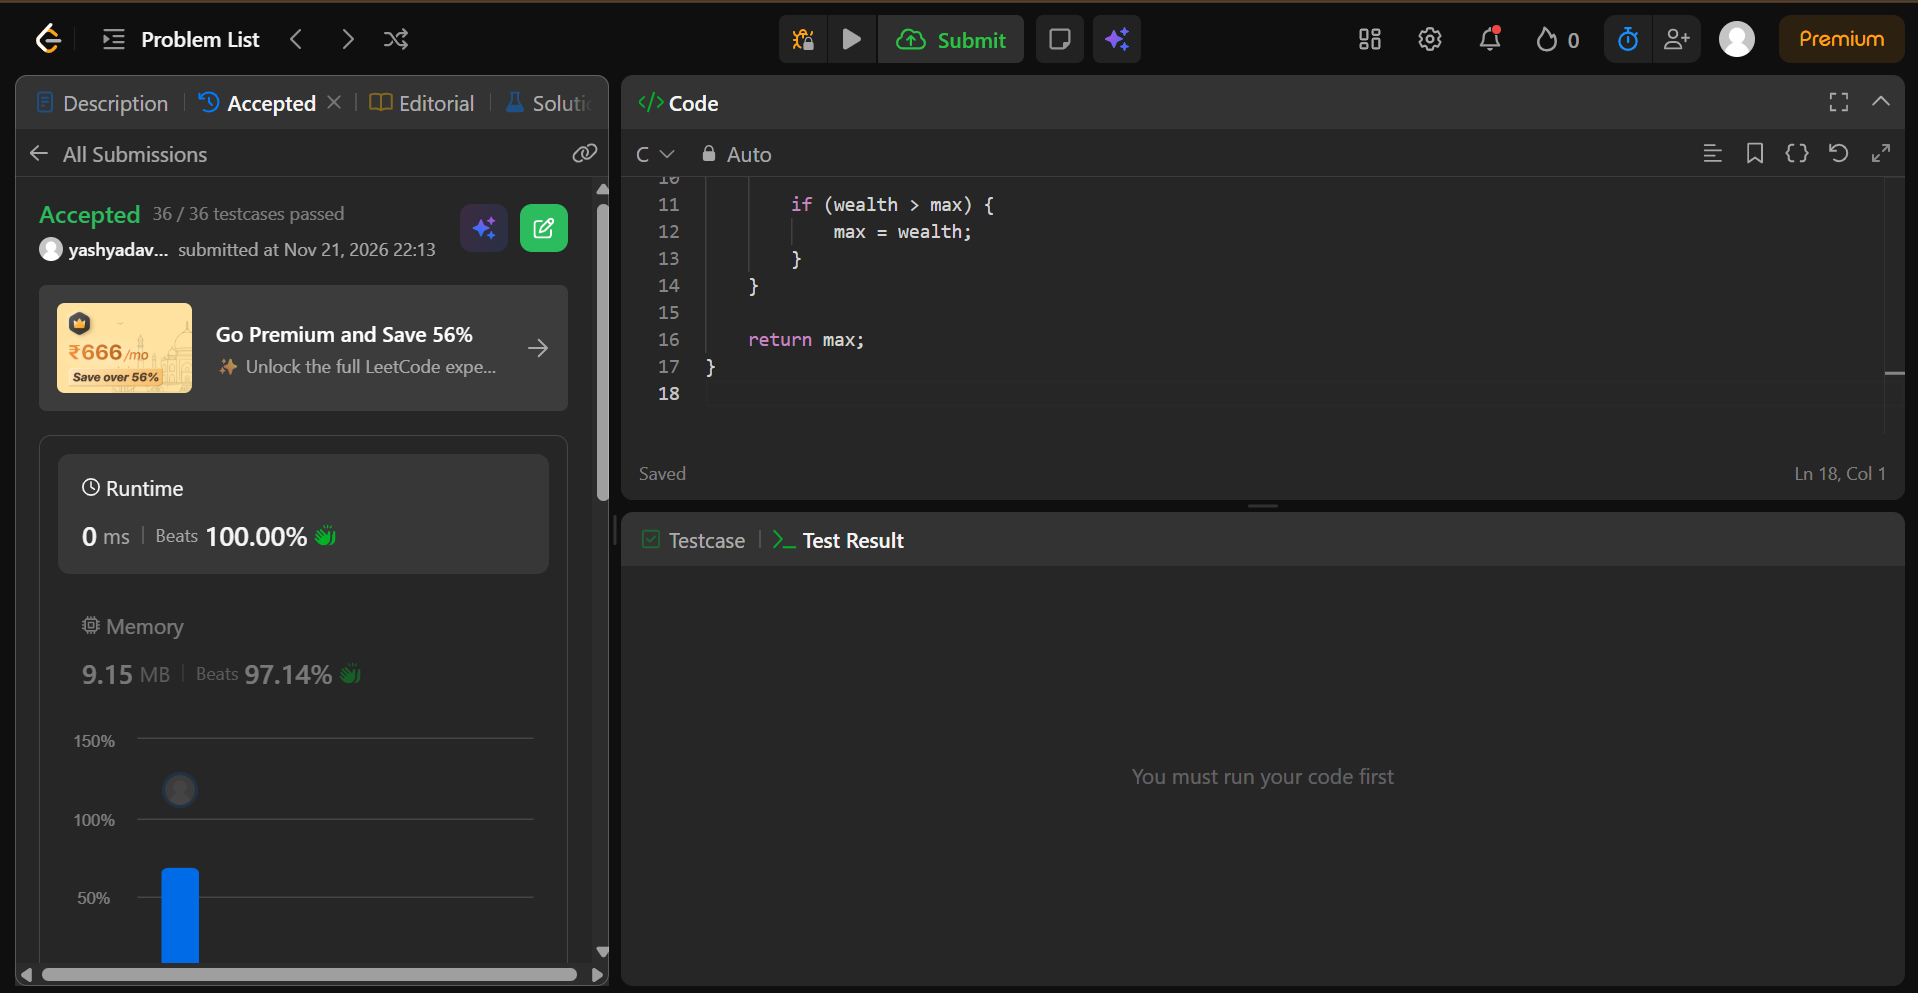 Problem List
Submit
0
Premium
Description
Accepted
Editorial
Solutio
All Submissions
Accepted 36 / 36 testcases passed
yashyadav... submitted at Nov 21, 2026 22:13
₹666/mo
Save over 56%
Go Premium and Save 56%
✨ Unlock the full LeetCode expe...
Runtime
0 ms | Beats 100.00%
Memory
9.15 MB | Beats 97.14%
150%
100%
50%
</> Code
C
Auto
10
11 if (wealth > max) {
12 max = wealth;
13 }
14 }
15
16 return max;
17 }
18
Saved
Ln 18, Col 1
Testcase
Test Result
You must run your code first